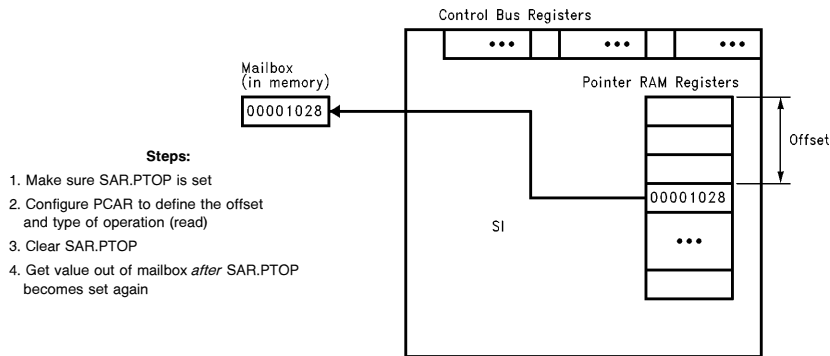 Control Bus Registers
••• ••• •••
Mailbox
(in memory)
00001028
Pointer RAM Registers
Offset
00001028
SI
•••
Steps:
1. Make sure SAR.PTOP is set
2. Configure PCAR to define the offset
and type of operation (read)
3. Clear SAR.PTOP
4. Get value out of mailbox after SAR.PTOP
becomes set again